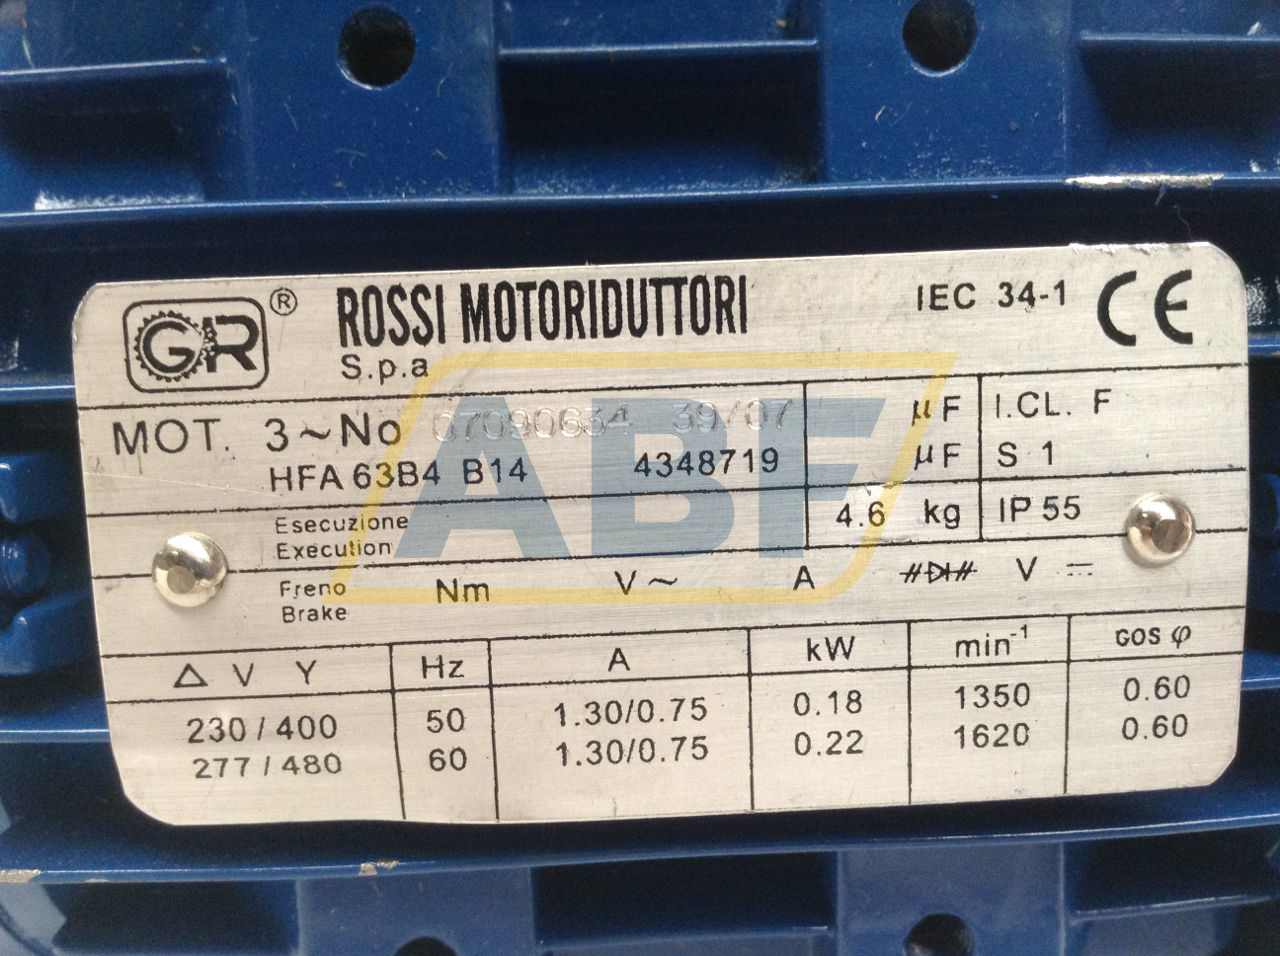 GR ® ROSSI MOTORIDUTTORI IEC 34-1 CE
S.p.a
MOT. 3~No 07090634 39/07 µF I.CL. F
HFA 63B4 B14 4348719 µF S 1
Esecuzione
Execution 4.6 kg IP 55
Freno
Brake Nm V~ A V ⎓
Δ V Y Hz A kW min⁻¹ cos φ
230 / 400 50 1.30/0.75 0.18 1350 0.60
277 / 480 60 1.30/0.75 0.22 1620 0.60
ABF